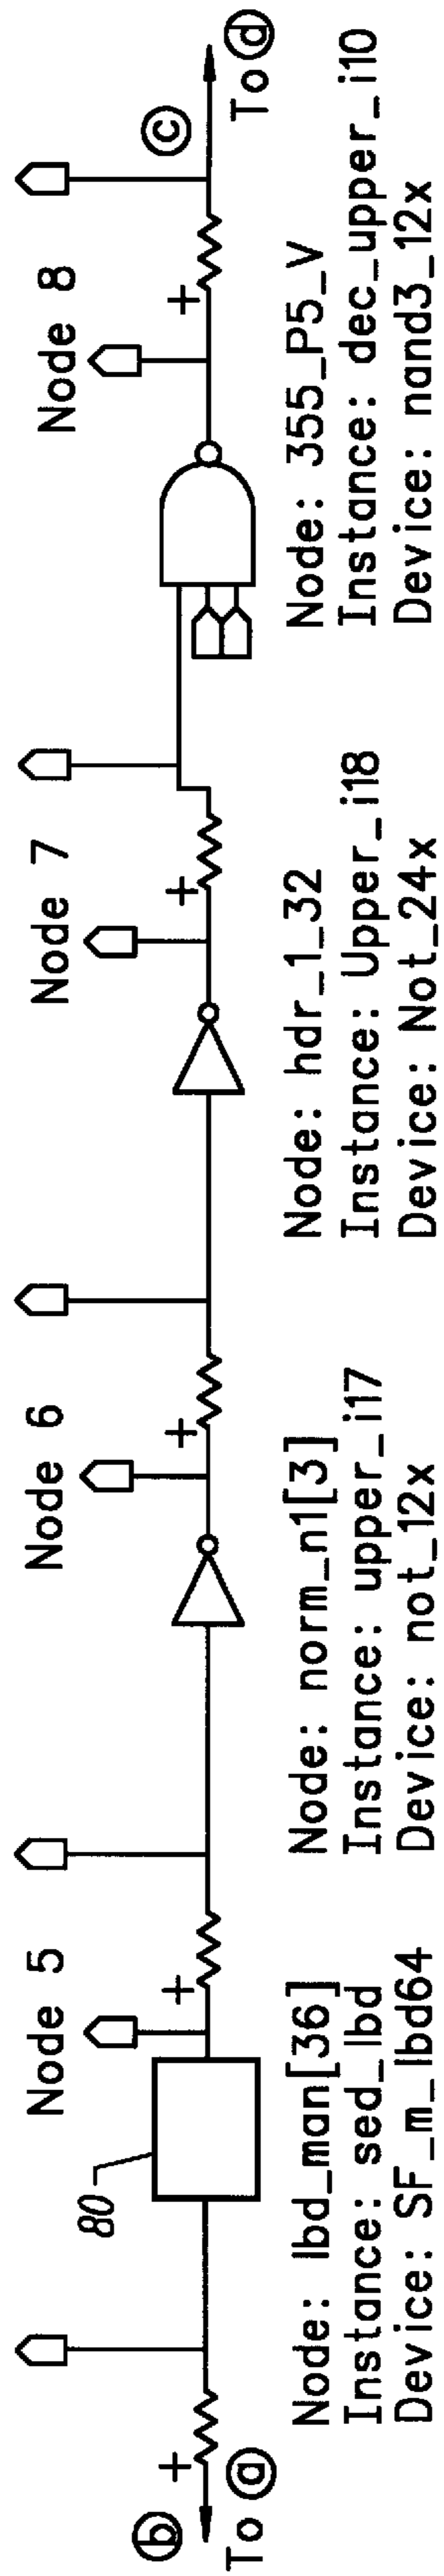 b
To a
+
80
Node 5
+
Node: lbd_man[36]
Instance: sed_lbd
Device: SF_m_lbd64
Node 6
+
Node: norm_n1[3]
Instance: upper_i17
Device: not_12x
Node 7
+
Node: hdr_1_32
Instance: Upper_i18
Device: Not_24x
Node 8
+
Node: 355_P5_V
Instance: dec_upper_i10
Device: nand3_12x
c
To d